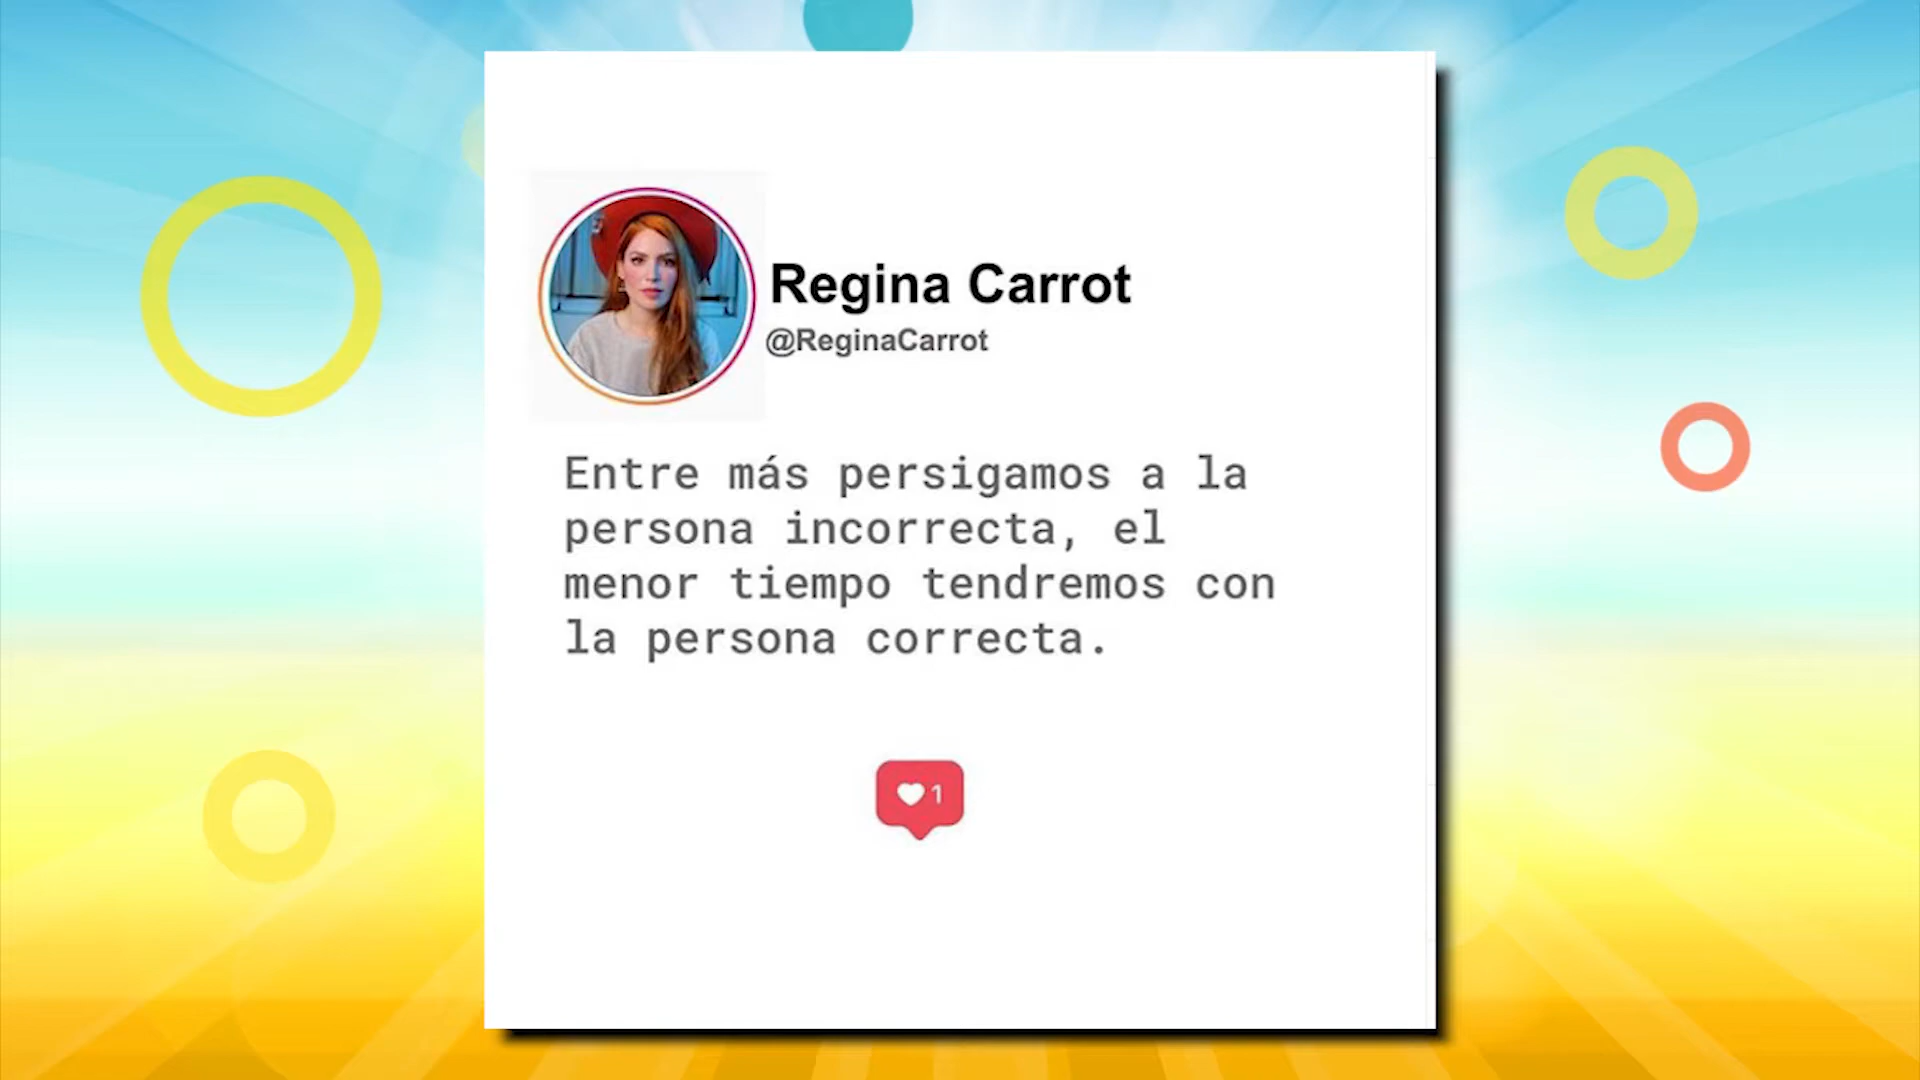 Regina Carrot
@ReginaCarrot
Entre más persigamos a la
persona incorrecta, el
menor tiempo tendremos con
la persona correcta.
1